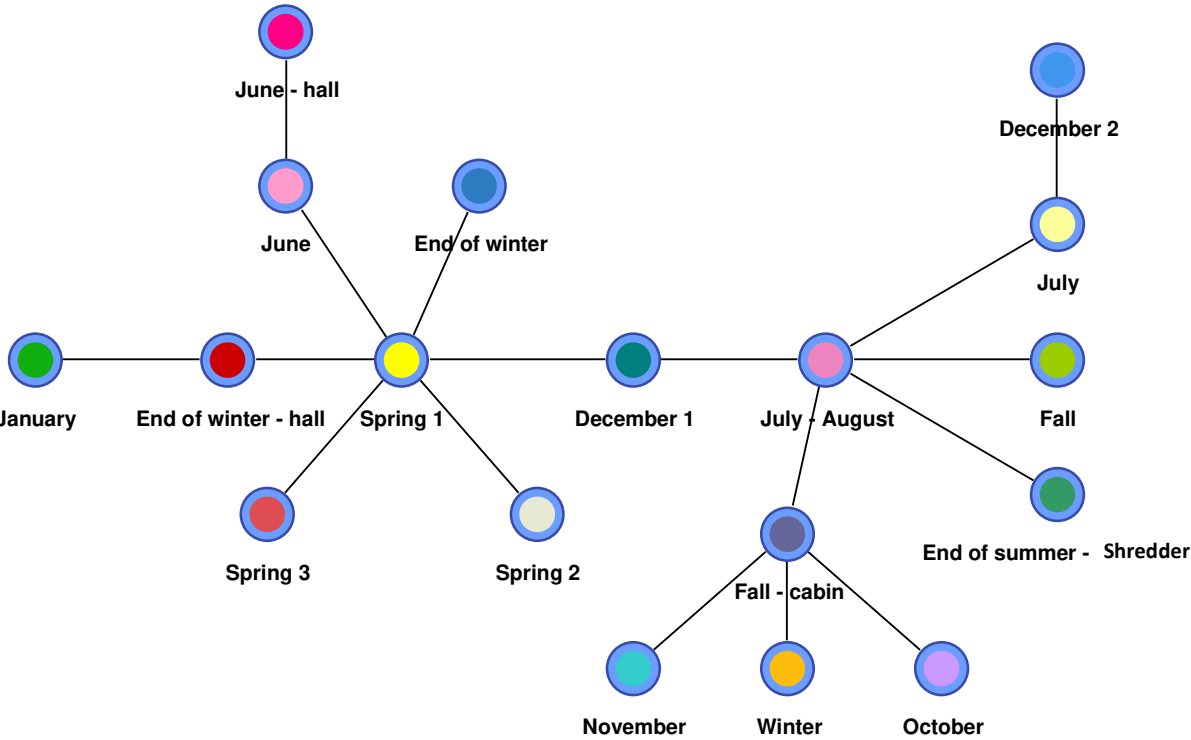 June - hall
December 2
June
End of winter
July
January
End of winter - hall
Spring 1
December 1
July - August
Fall
End of summer - Shredder
Spring 3
Spring 2
Fall - cabin
November
Winter
October